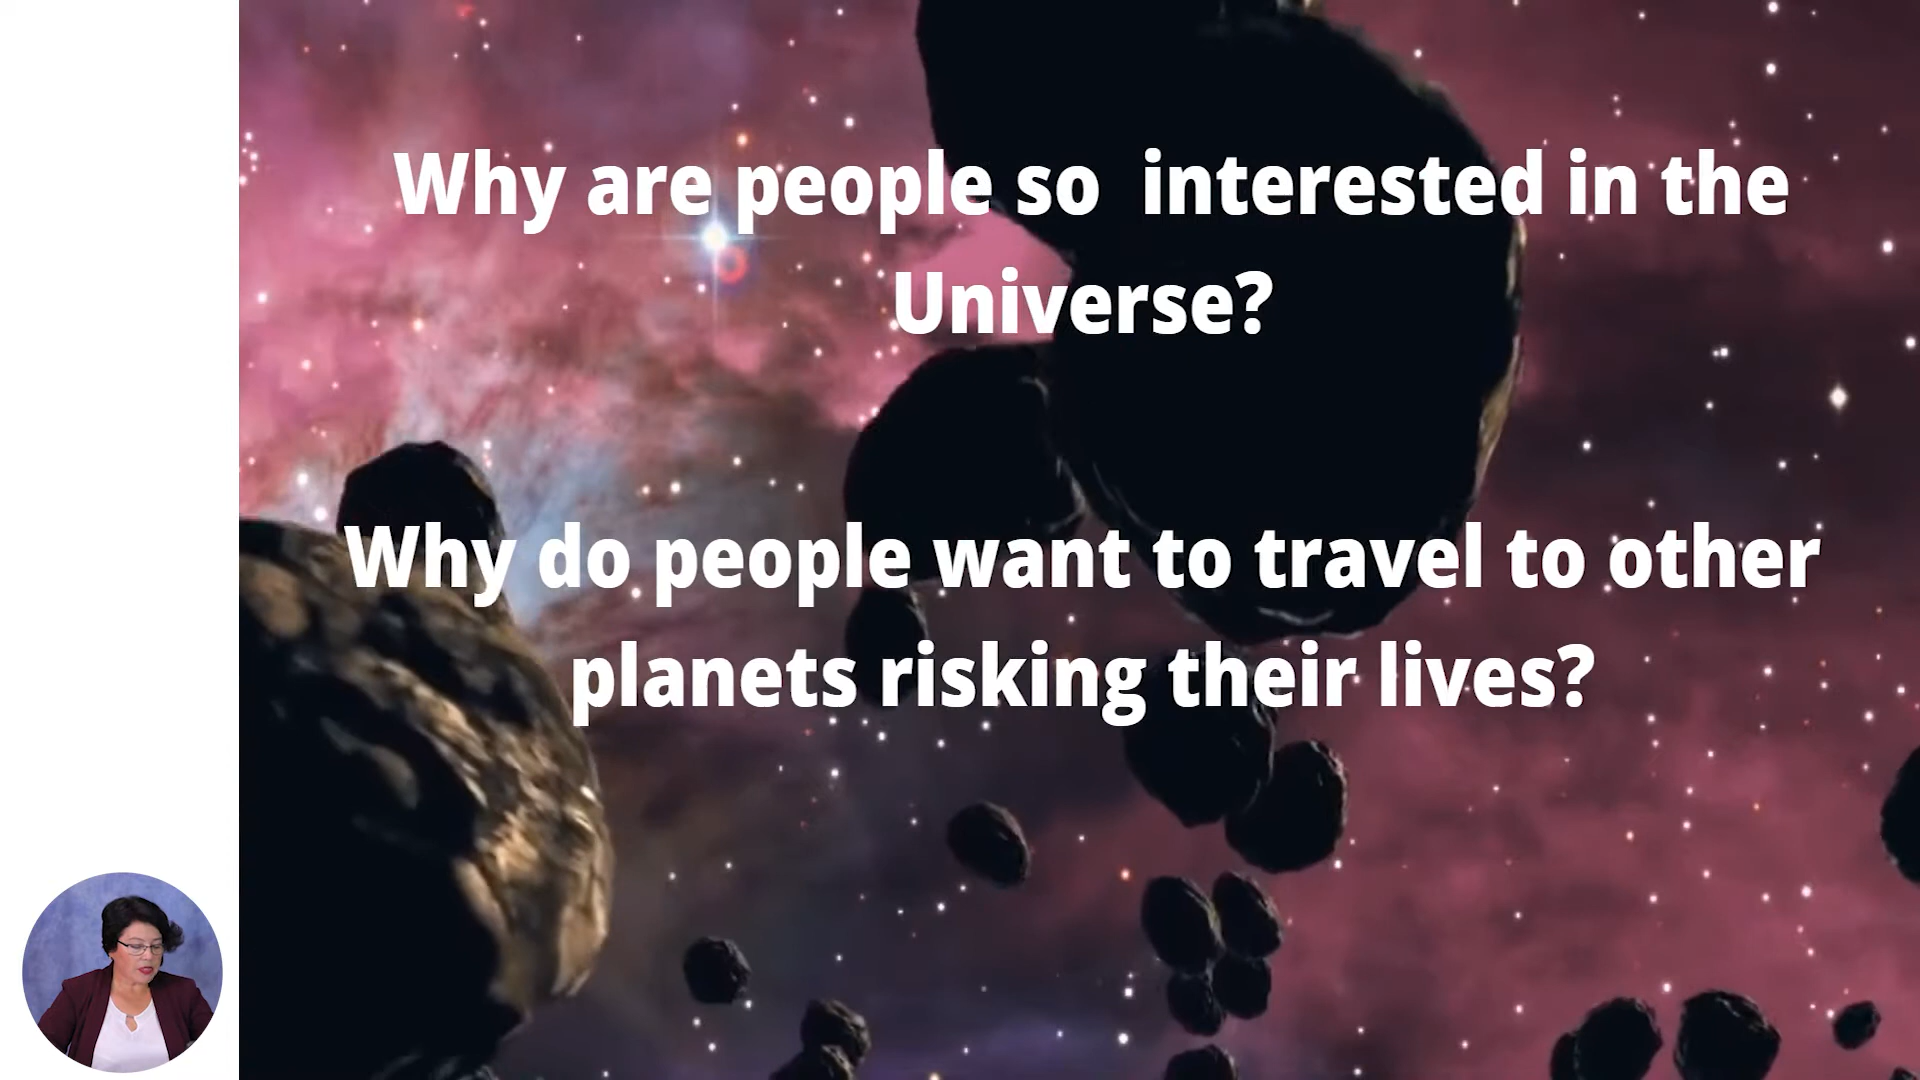 Why are people so  interested in the
Universe?
Why do people want to travel to other
planets risking their lives?